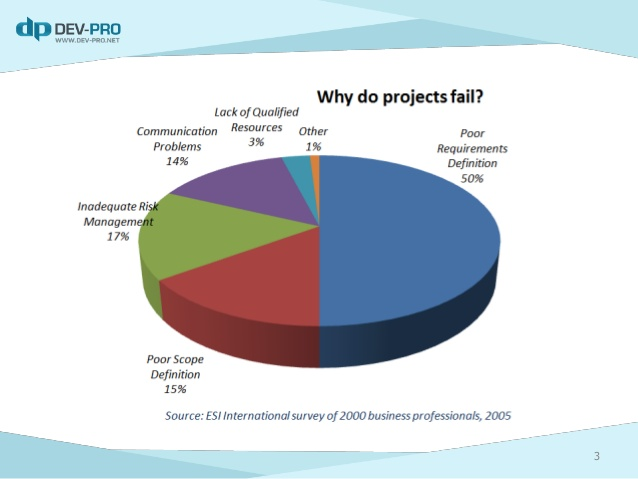 DEV-PRO
WWW.DEV-PRO.NET
Why do projects fail?
Lack of Qualified
Resources
3%
Other
1%
Communication
Problems
14%
Poor
Requirements
Definition
50%
Inadequate Risk
Management
17%
Poor Scope
Definition
15%
Source: ESI International survey of 2000 business professionals, 2005
3